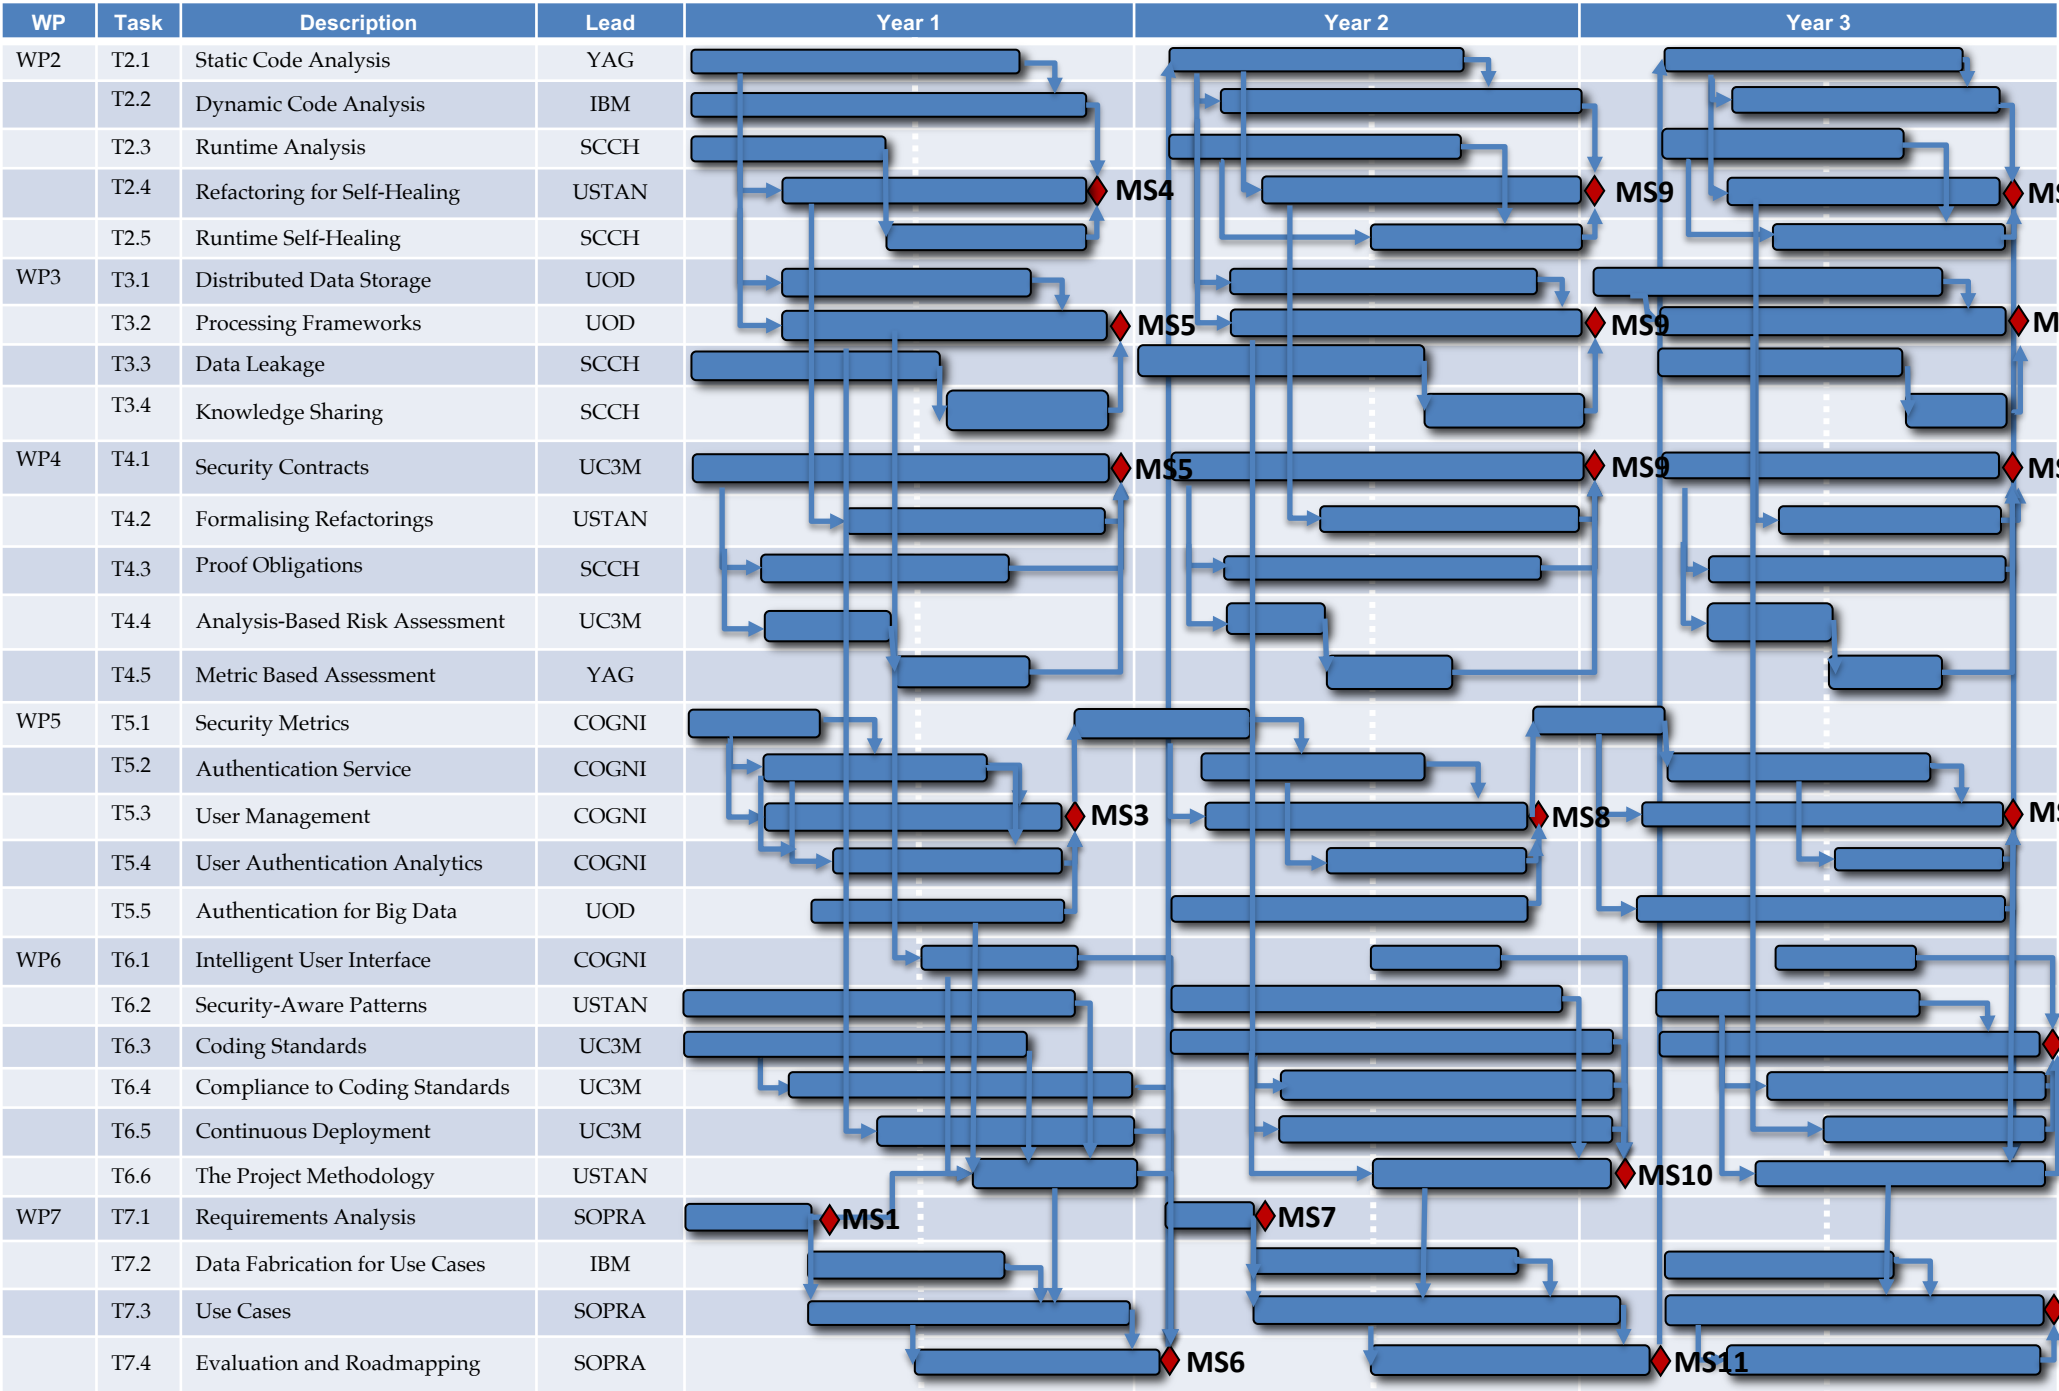 WP Task Description Lead Year 1 Year 2 Year 3
WP2 T2.1 Static Code Analysis YAG
T2.2 Dynamic Code Analysis IBM
T2.3 Runtime Analysis SCCH
T2.4 Refactoring for Self-Healing USTAN MS4 MS9 MS
T2.5 Runtime Self-Healing SCCH
WP3 T3.1 Distributed Data Storage UOD
T3.2 Processing Frameworks UOD MS5 MS9 M
T3.3 Data Leakage SCCH
T3.4 Knowledge Sharing SCCH
WP4 T4.1 Security Contracts UC3M MS5 MS9 MS
T4.2 Formalising Refactorings USTAN
T4.3 Proof Obligations SCCH
T4.4 Analysis-Based Risk Assessment UC3M
T4.5 Metric Based Assessment YAG
WP5 T5.1 Security Metrics COGNI
T5.2 Authentication Service COGNI
T5.3 User Management COGNI MS3 MS8 MS
T5.4 User Authentication Analytics COGNI
T5.5 Authentication for Big Data UOD
WP6 T6.1 Intelligent User Interface COGNI
T6.2 Security-Aware Patterns USTAN
T6.3 Coding Standards UC3M
T6.4 Compliance to Coding Standards UC3M
T6.5 Continuous Deployment UC3M
T6.6 The Project Methodology USTAN MS10
WP7 T7.1 Requirements Analysis SOPRA MS1 MS7
T7.2 Data Fabrication for Use Cases IBM
T7.3 Use Cases SOPRA
T7.4 Evaluation and Roadmapping SOPRA MS6 MS11